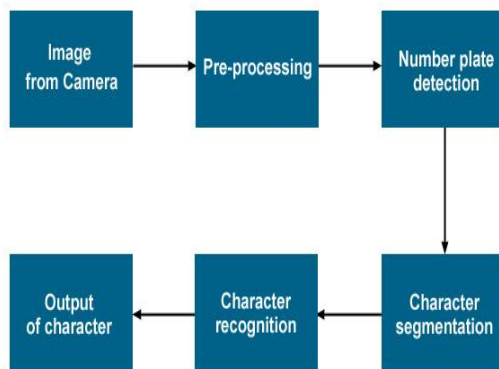 Image
from Camera
Pre-processing
Number plate
detection
Character
segmentation
Character
recognition
Output
of character